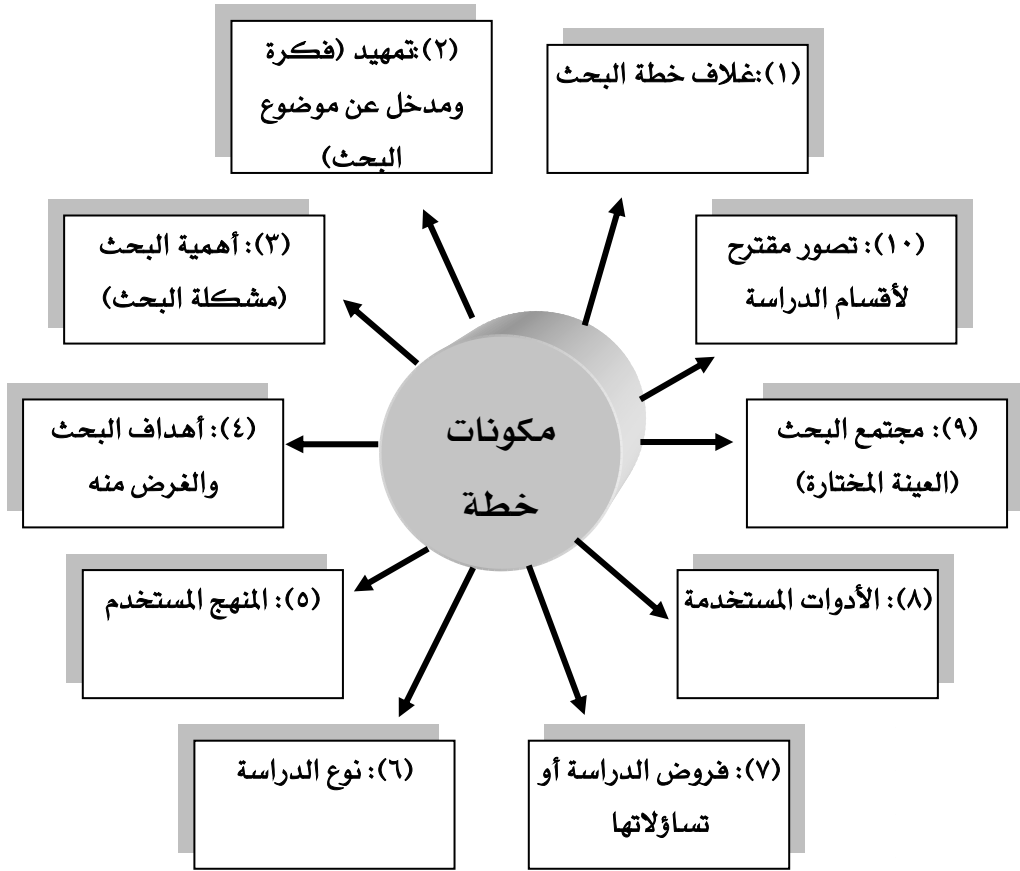 مكونات
خطة
(١):غلاف خطة البحث
(٢):تمهيد (فكرة
ومدخل عن موضوع
البحث)
(٣): أهمية البحث
(مشكلة البحث)
(٤): أهداف البحث
والغرض منه
(٥): المنهج المستخدم
(٦): نوع الدراسة
(٧): فروض الدراسة أو
تساؤلاتها
(٨): الأدوات المستخدمة
(٩): مجتمع البحث
(العينة المختارة)
(١٠): تصور مقترح
لأقسام الدراسة